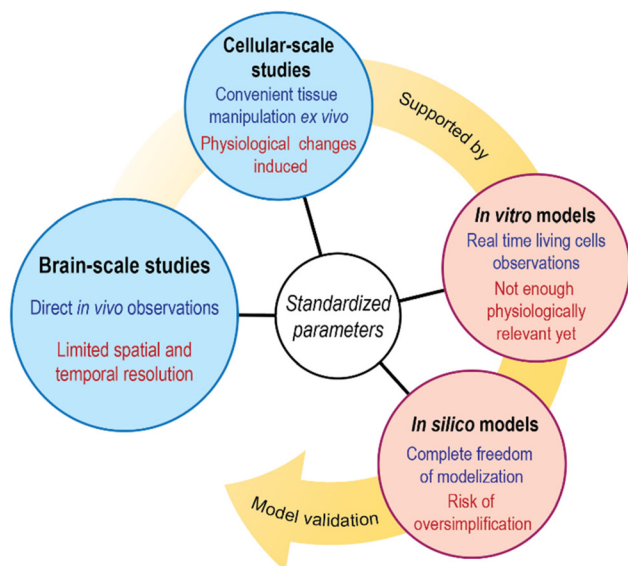 Cellular-scale
studies
Convenient tissue
manipulation ex vivo
Physiological changes
induced
Supported by
In vitro models
Real time living cells
observations
Not enough
physiologically
relevant yet
Brain-scale studies
Direct in vivo observations
Limited spatial and
temporal resolution
Standardized
parameters
In silico models
Complete freedom
of modelization
Risk of
oversimplification
Model validation